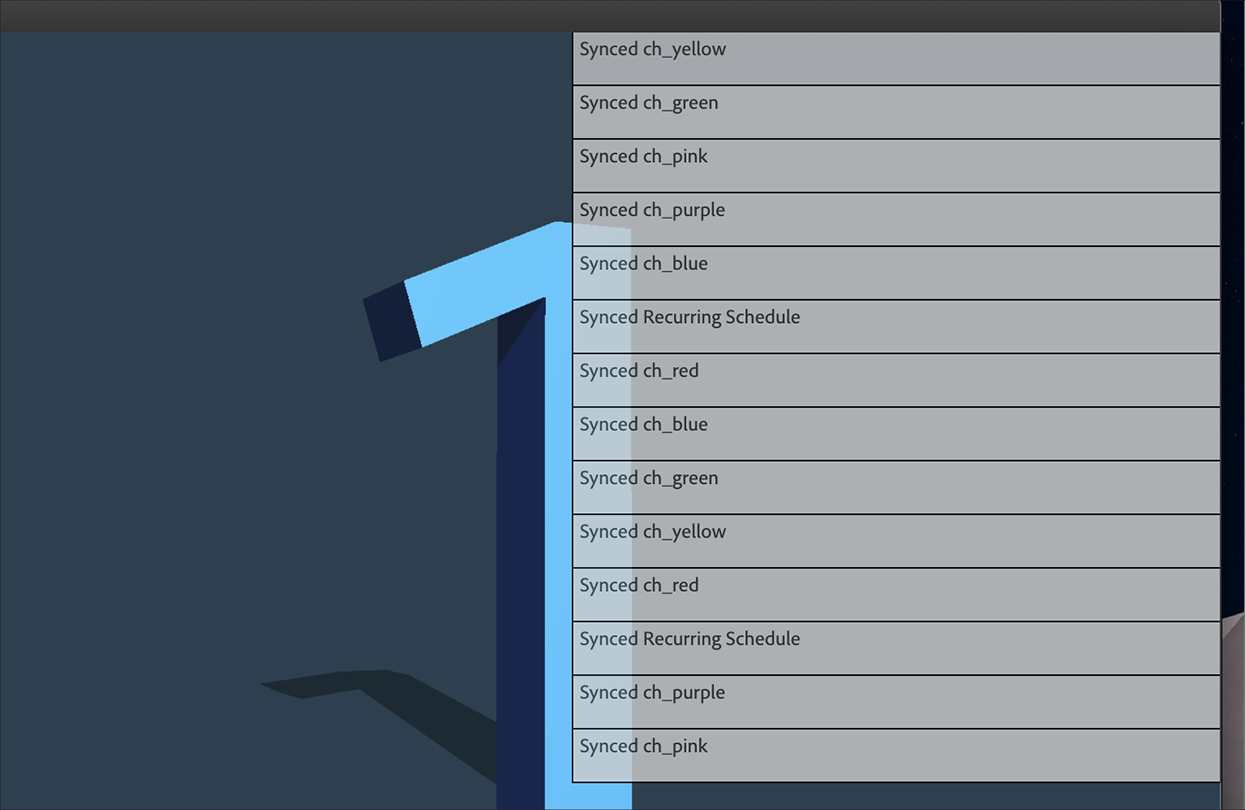 Synced ch_yellow
Synced ch_green
Synced ch_pink
Synced ch_purple
Synced ch_blue
Synced Recurring Schedule
Synced ch_red
Synced ch_blue
Synced ch_green
Synced ch_yellow
Synced ch_red
Synced Recurring Schedule
Synced ch_purple
Synced ch_pink